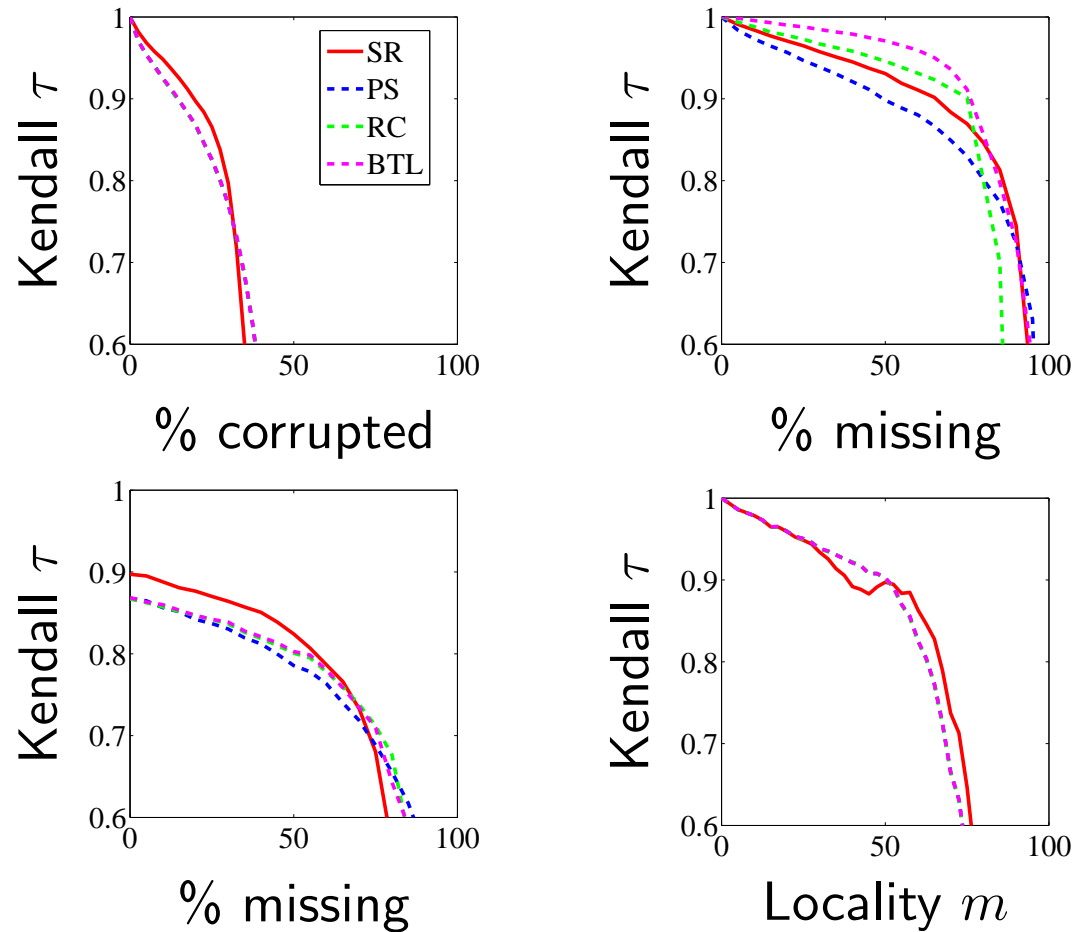 1
0.9
0.8
0.7
0.6
0 50 100
Kendall τ
% corrupted
SR
PS
RC
BTL
1
0.9
0.8
0.7
0.6
0 50 100
Kendall τ
% missing
1
0.9
0.8
0.7
0.6
0 50 100
Kendall τ
% missing
1
0.9
0.8
0.7
0.6
0 50 100
Kendall τ
Locality m